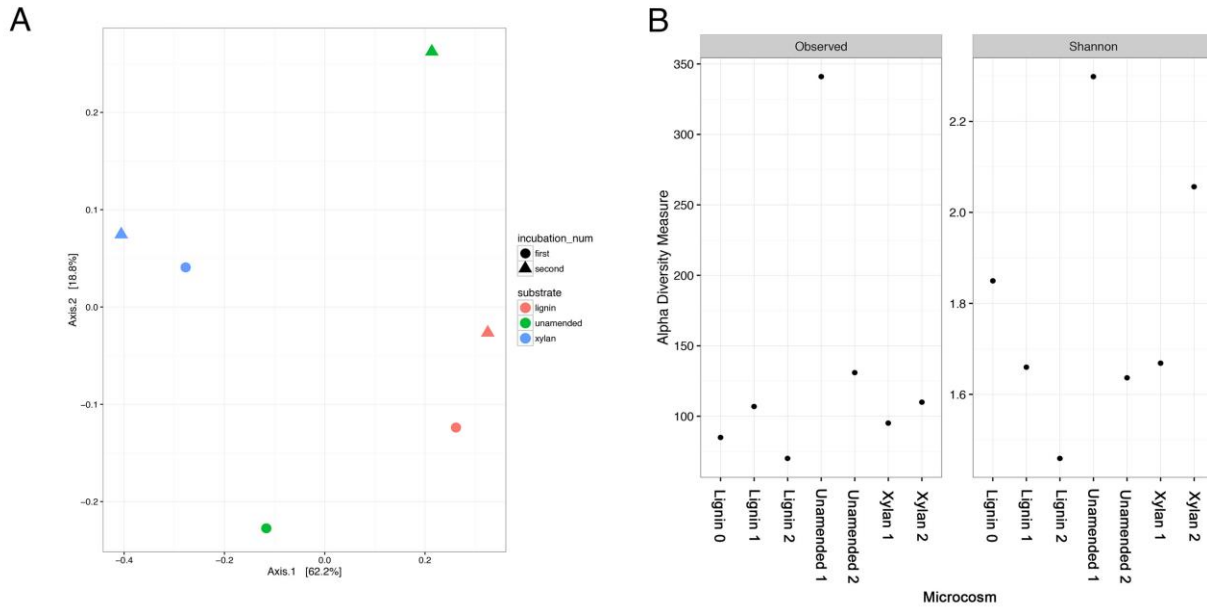 A
0.2
0.1
0.0
−0.1
−0.2
Axis.2 [18.8%]
−0.4
−0.2
0.0
0.2
Axis.1 [62.2%]
incubation_num
first
second
substrate
lignin
unamended
xylan
B
Observed
Shannon
350
300
250
200
150
100
Alpha Diversity Measure
2.2
2.0
1.8
1.6
Lignin 0
Lignin 1
Lignin 2
Unamended 1
Unamended 2
Xylan 1
Xylan 2
Lignin 0
Lignin 1
Lignin 2
Unamended 1
Unamended 2
Xylan 1
Xylan 2
Microcosm